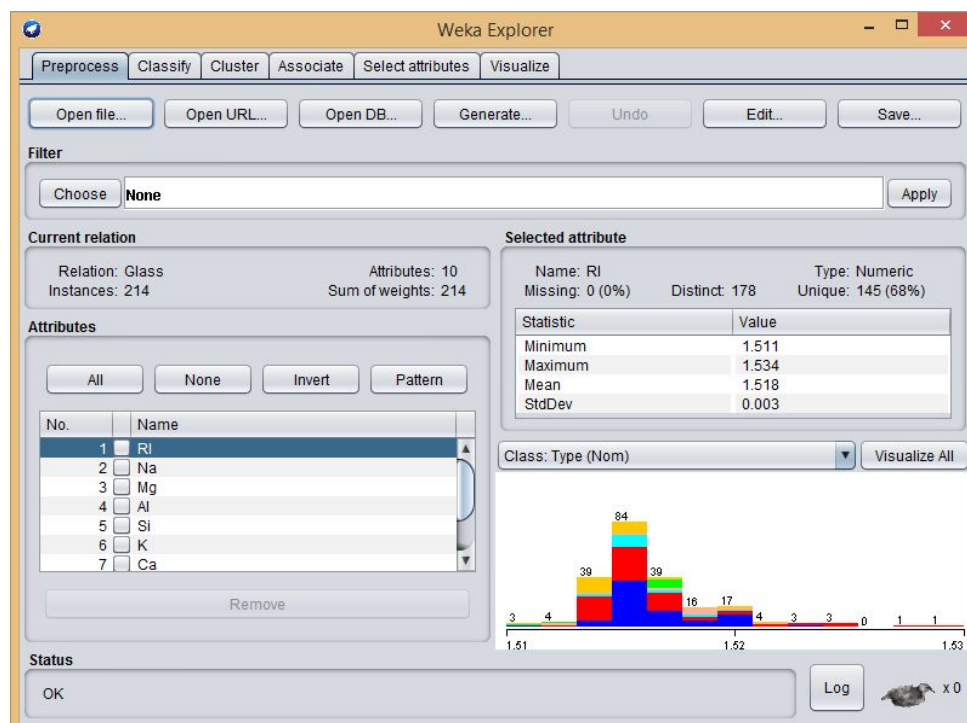 Weka Explorer
Preprocess Classify Cluster Associate Select attributes Visualize
Open file... Open URL... Open DB... Generate... Undo Edit... Save...
Filter
Choose None Apply
Current relation
Relation: Glass Attributes: 10
Instances: 214 Sum of weights: 214
Attributes
All None Invert Pattern
No. Name
1 RI
2 Na
3 Mg
4 Al
5 Si
6 K
7 Ca
Remove
Selected attribute
Name: RI Type: Numeric
Missing: 0 (0%) Distinct: 178 Unique: 145 (68%)
Statistic Value
Minimum 1.511
Maximum 1.534
Mean 1.518
StdDev 0.003
Class: Type (Nom) Visualize All
3 4 39 84 39 16 17 4 3 3 0 1 1
1.51 1.52 1.53
Status
OK
Log x 0